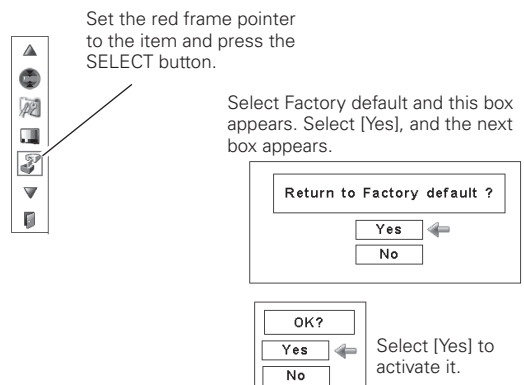 Set the red frame pointer
to the item and press the
SELECT button.
Select Factory default and this box
appears. Select [Yes], and the next
box appears.
Return to Factory default ?
Yes
No
OK?
Yes
No
Select [Yes] to
activate it.